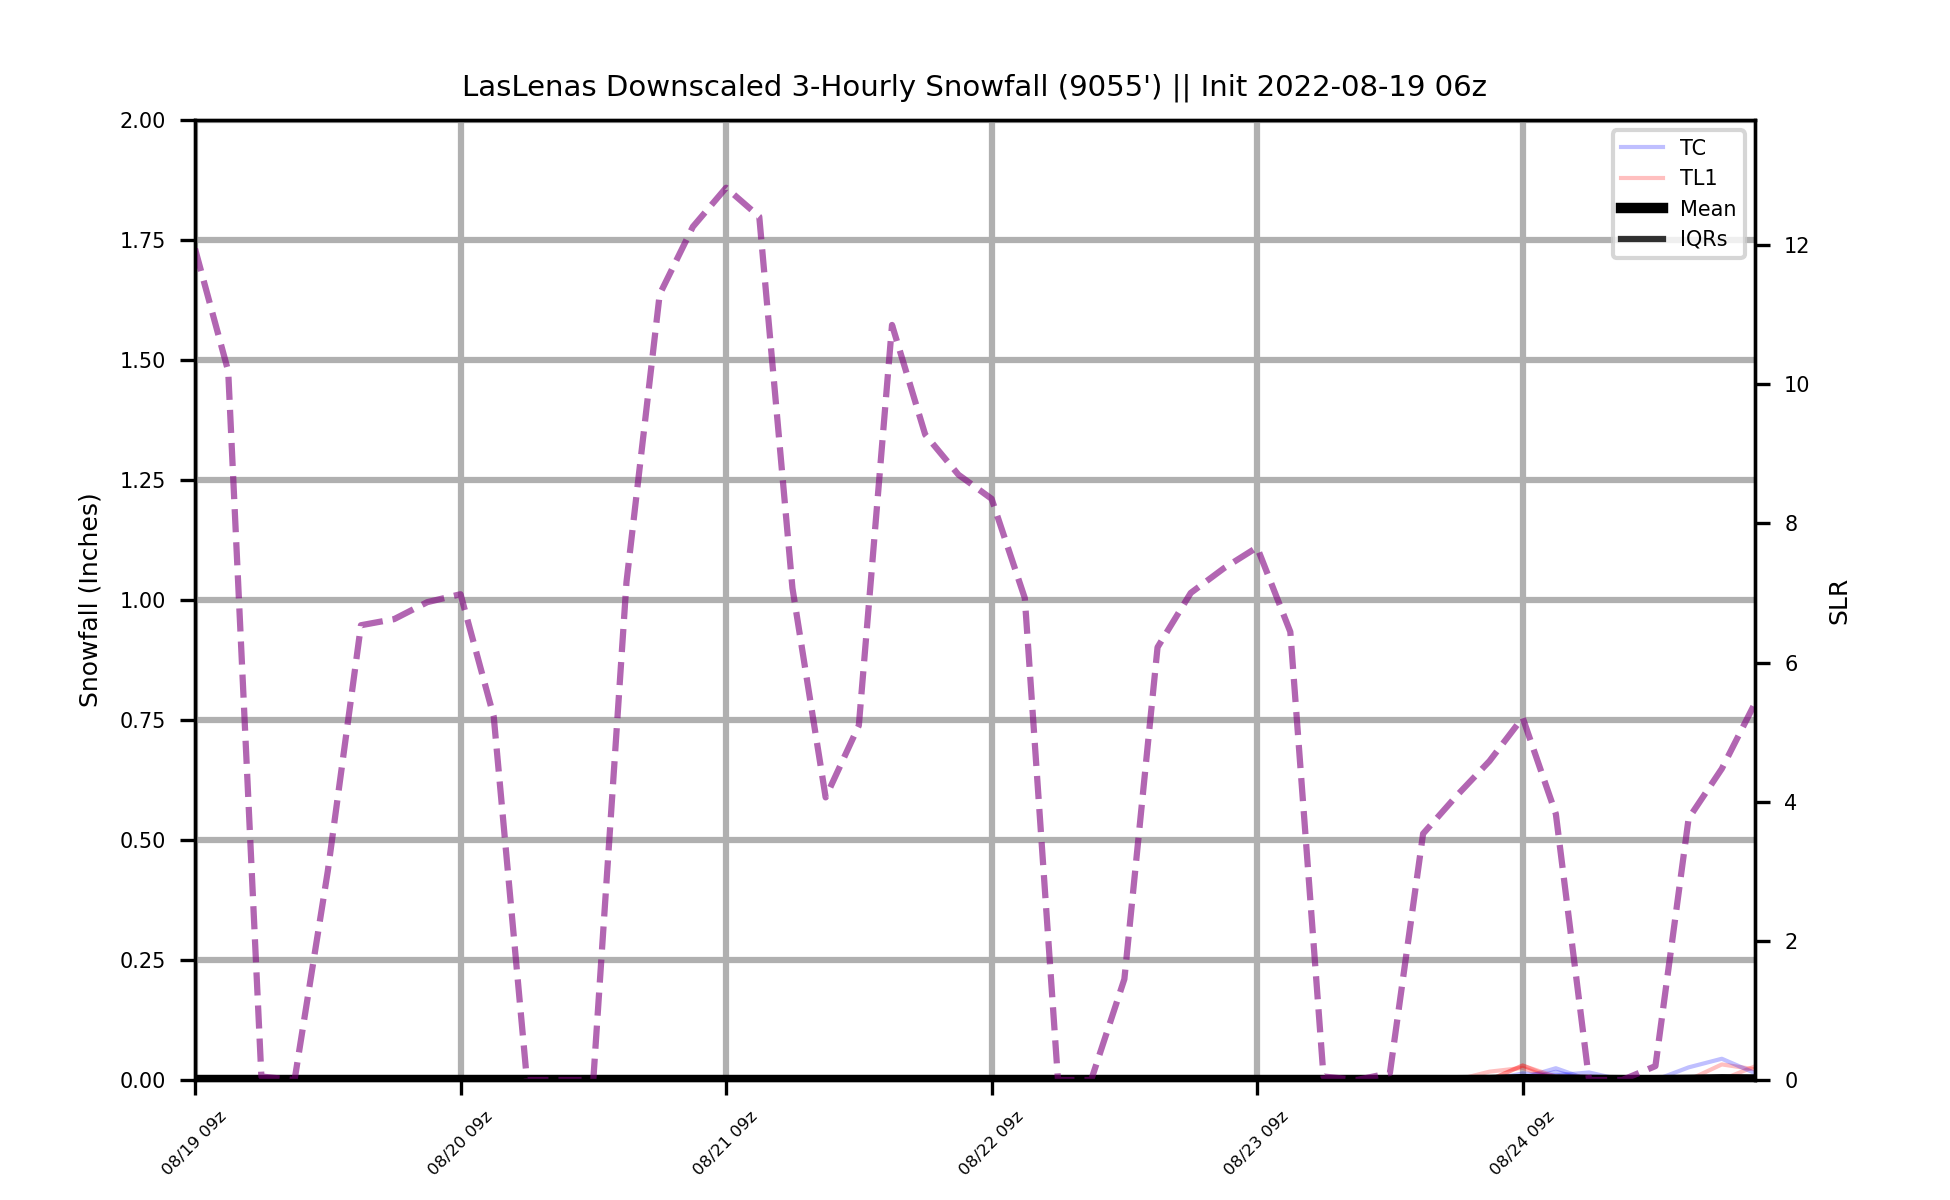 LasLenas Downscaled 3-Hourly Snowfall (9055') || Init 2022-08-19 06z
TC
TL1
Mean
IQRs
Snowfall (Inches)
2.00
1.75
1.50
1.25
1.00
0.75
0.50
0.25
0.00
12
10
8
6
4
2
0
SLR
08/19 09z
08/20 09z
08/21 09z
08/22 09z
08/23 09z
08/24 09z